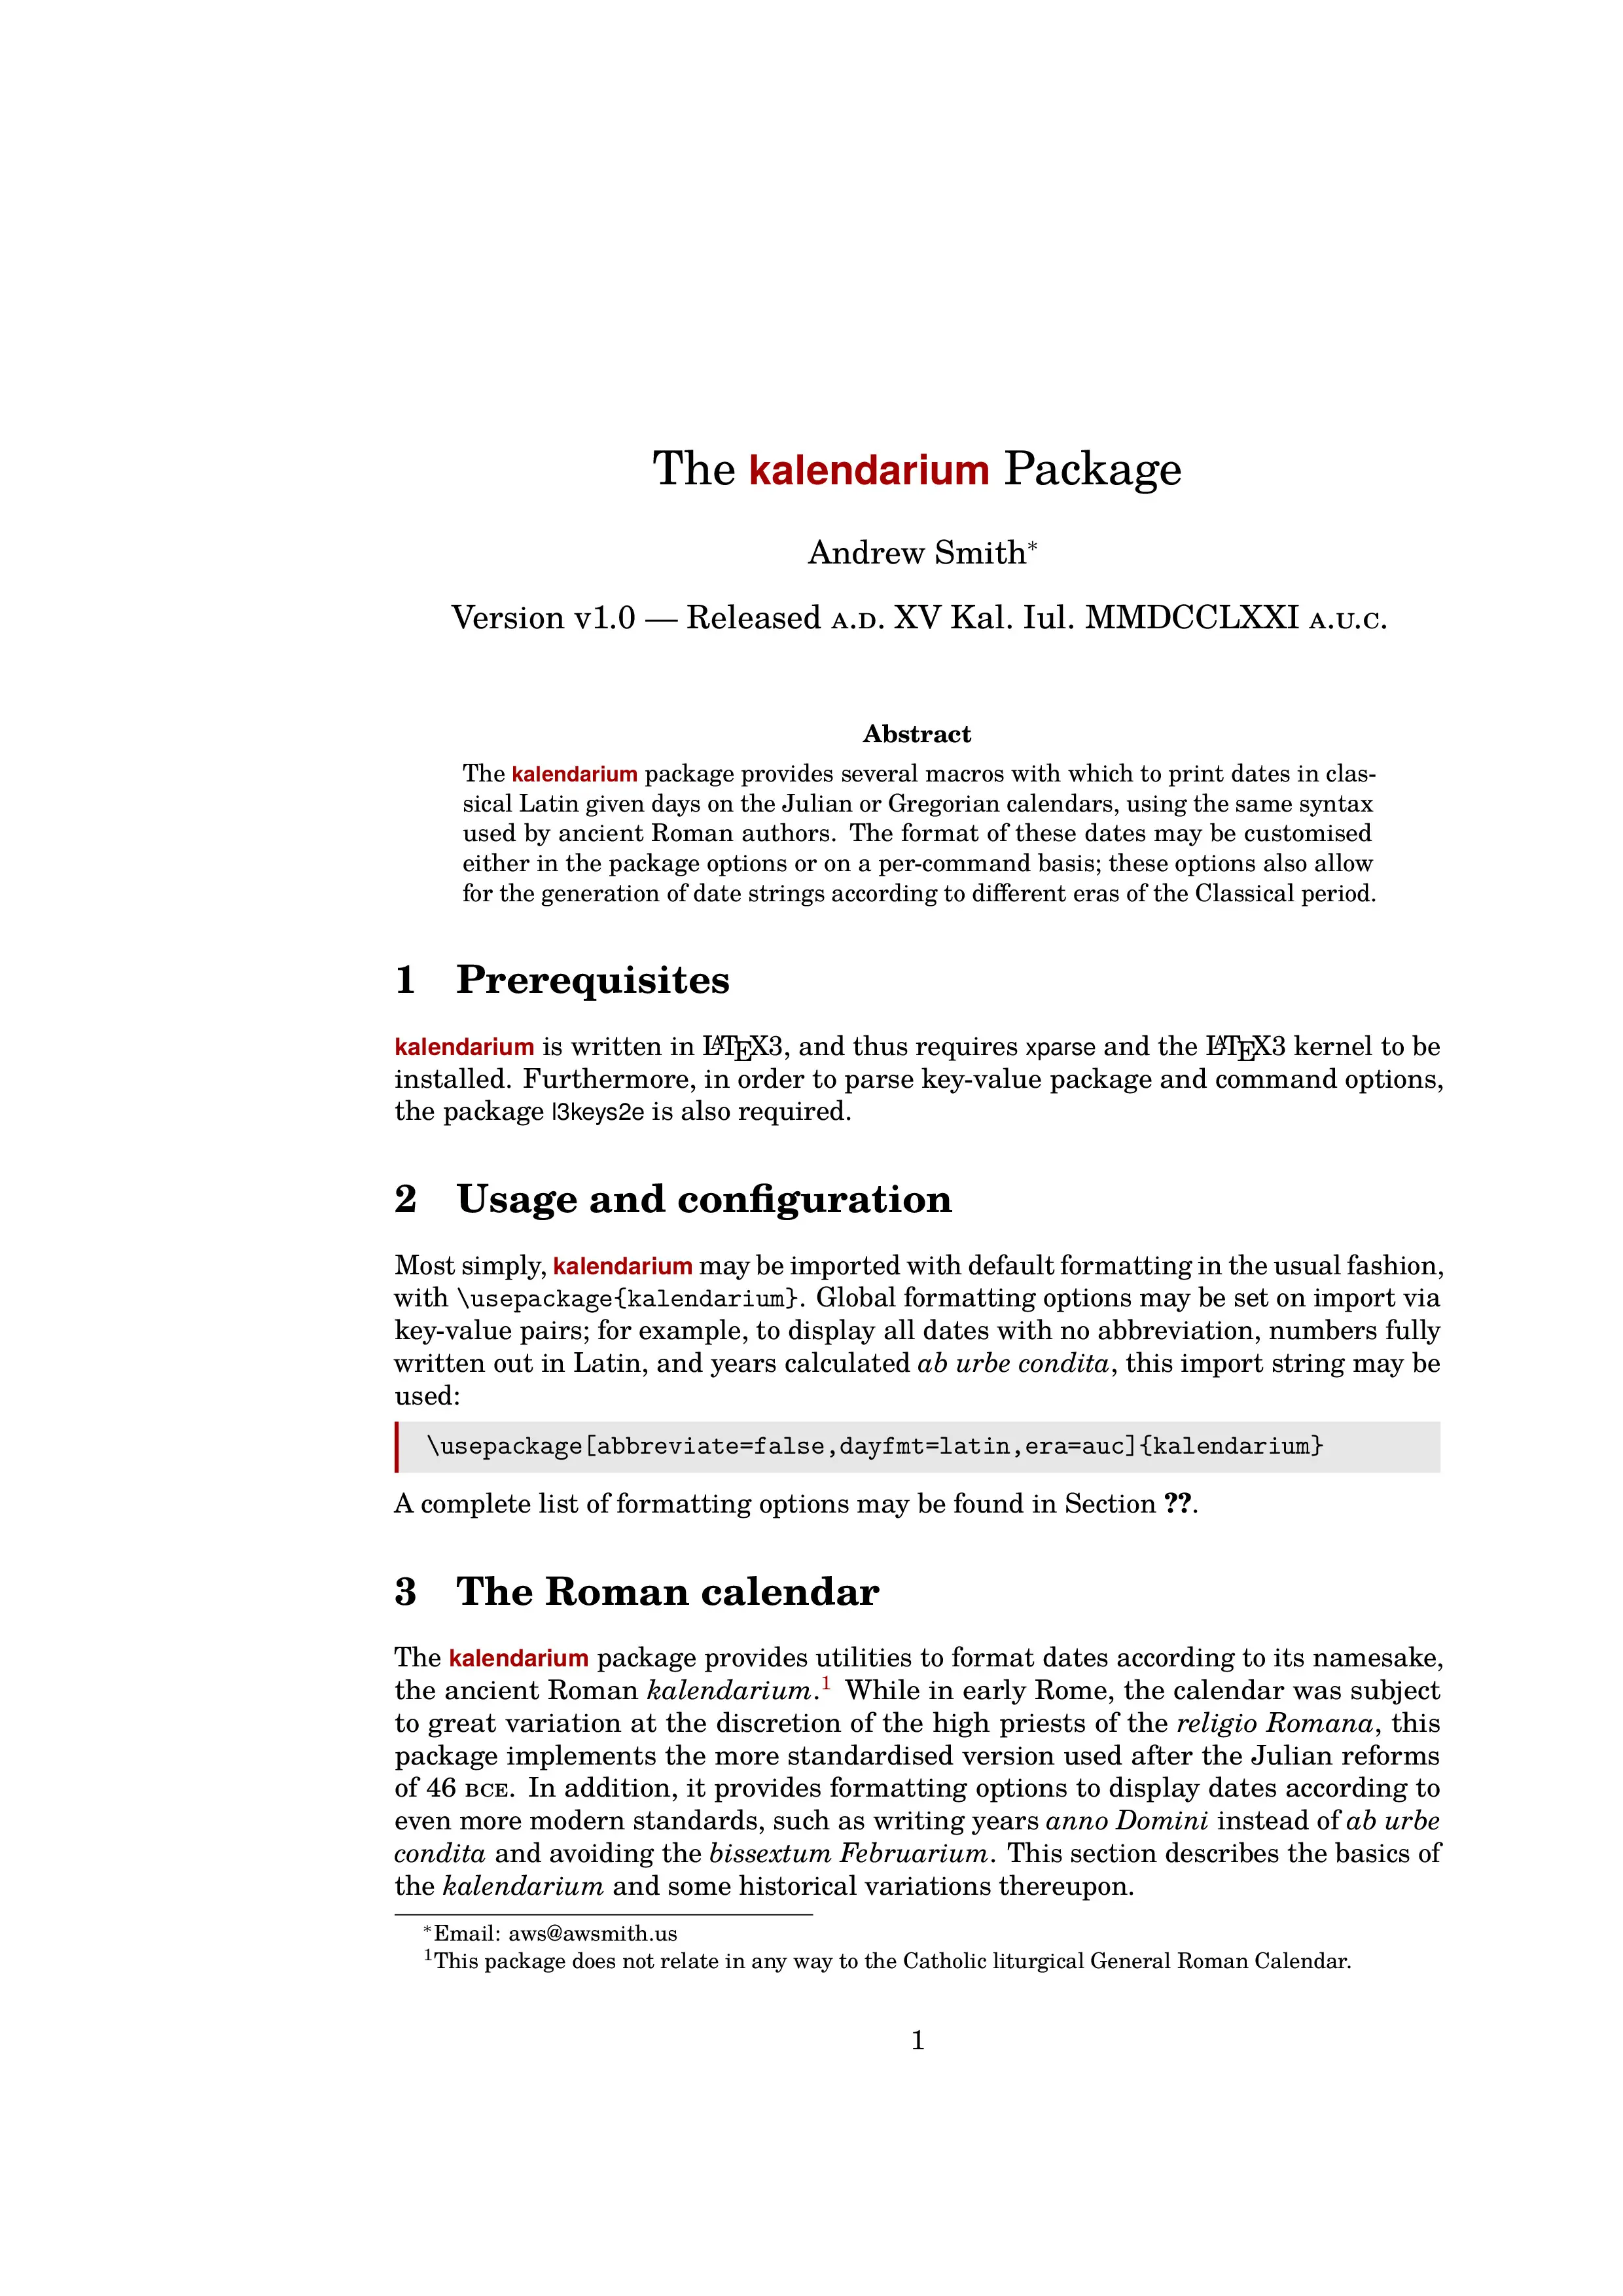 The kalendarium Package
Andrew Smith*
Version v1.0 — Released A.D. XV Kal. Iul. MMDCCLXXI A.U.C.
Abstract
The kalendarium package provides several macros with which to print dates in clas-
sical Latin given days on the Julian or Gregorian calendars, using the same syntax
used by ancient Roman authors. The format of these dates may be customised
either in the package options or on a per-command basis; these options also allow
for the generation of date strings according to different eras of the Classical period.
1 Prerequisites
kalendarium is written in LATEX3, and thus requires xparse and the LATEX3 kernel to be
installed. Furthermore, in order to parse key-value package and command options,
the package l3keys2e is also required.
2 Usage and configuration
Most simply, kalendarium may be imported with default formatting in the usual fashion,
with \usepackage{kalendarium}. Global formatting options may be set on import via
key-value pairs; for example, to display all dates with no abbreviation, numbers fully
written out in Latin, and years calculated ab urbe condita, this import string may be
used:
\usepackage[abbreviate=false,dayfmt=latin,era=auc]{kalendarium}
A complete list of formatting options may be found in Section ??.
3 The Roman calendar
The kalendarium package provides utilities to format dates according to its namesake,
the ancient Roman kalendarium.1 While in early Rome, the calendar was subject
to great variation at the discretion of the high priests of the religio Romana, this
package implements the more standardised version used after the Julian reforms
of 46 BCE. In addition, it provides formatting options to display dates according to
even more modern standards, such as writing years anno Domini instead of ab urbe
condita and avoiding the bissextum Februarium. This section describes the basics of
the kalendarium and some historical variations thereupon.
*Email: aws@awsmith.us
1This package does not relate in any way to the Catholic liturgical General Roman Calendar.
1